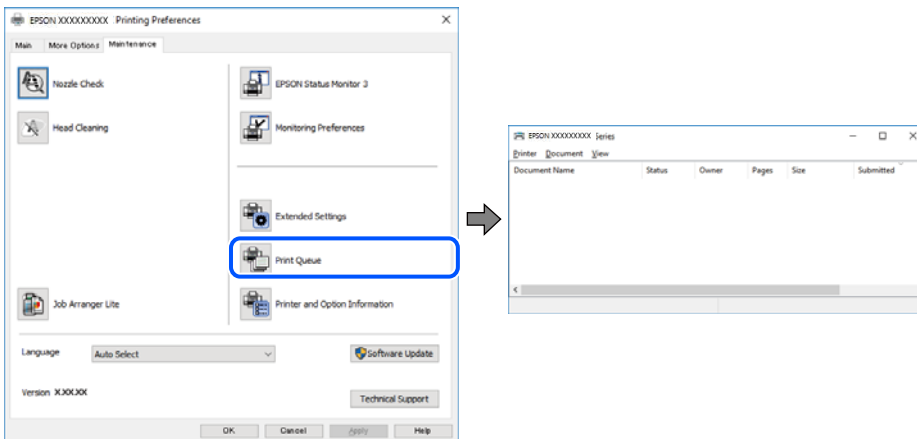 EPSON XXXXXXXXX Printing Preferences
Main More Options Maintenance
Nozzle Check
EPSON Status Monitor 3
Head Cleaning
Monitoring Preferences
Extended Settings
Print Queue
Job Arranger Lite
Printer and Option Information
Language Auto Select
Software Update
Version X.XX.XX
Technical Support
OK Cancel Apply Help
EPSON XXXXXXXXX Series
Printer Document View
Document Name Status Owner Pages Size Submitted